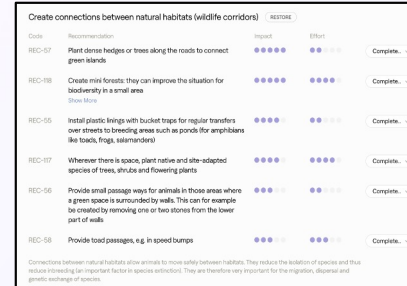 Create connections between natural habitats (wildlife corridors) RESTORE
Code Recommendation Impact Effort
REC-57 Plant dense hedges or trees along the roads to connect Complete..
green islands
REC-118 Create mini forests: they can improve the situation for Complete..
biodiversity in a small area
Show More
REC-55 Install plastic linings with bucket traps for regular transfers Complete..
over streets to breeding areas such as ponds (for amphibians
like toads, frogs, salamanders)
REC-117 Wherever there is space, plant native and site-adapted Complete..
species of trees, shrubs and flowering plants
REC-56 Provide small passage ways for animals in those areas where Complete..
a green space is surrounded by walls. This can for example
be created by removing one or two stones from the lower
part of walls
REC-58 Provide toad passages, e.g. in speed bumps Complete..
Connections between natural habitats allow animals to move safely between habitats. They reduce the isolation of species and thus
reduce inbreeding (an important factor in species extinction). They are therefore very important for the migration, dispersal and
genetic exchange of species.